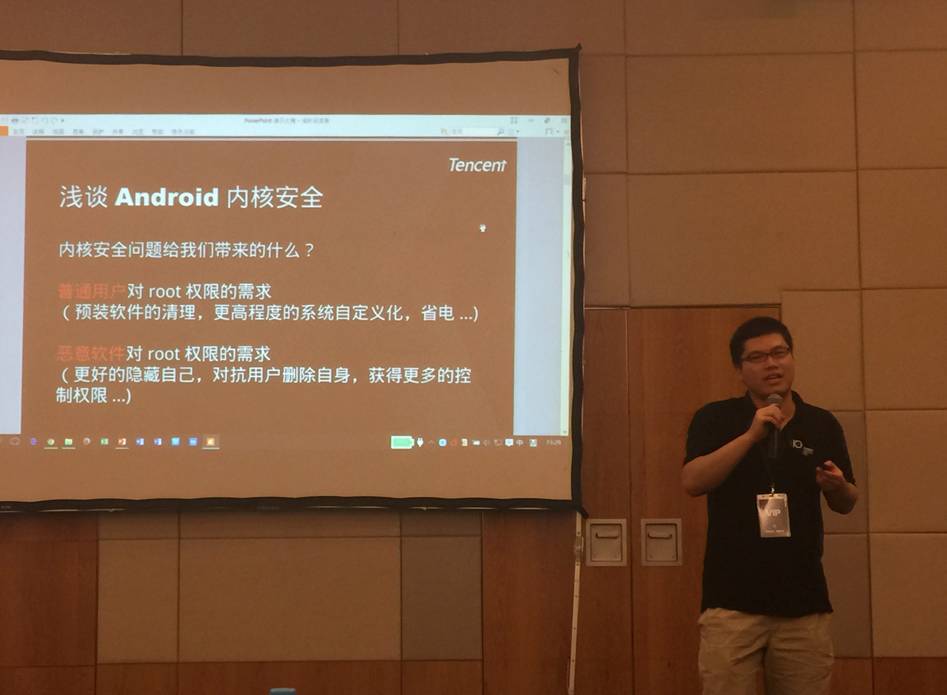 Tencent
浅谈 Android 内核安全
内核安全问题给我们带来的什么？
普通用户对 root 权限的需求
（预装软件的清理，更高程度的系统自定义化，省电 ...)
恶意软件对 root 权限的需求
（更好的隐藏自己，对抗用户删除自身，获得更多的控
制权限 ...)
VIP